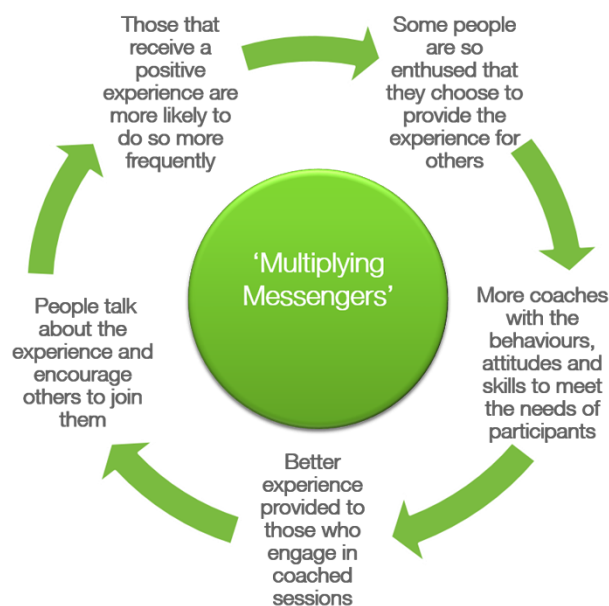 Those that
receive a
positive
experience are
more likely to
do so more
frequently
Some people
are so
enthused that
they choose to
provide the
experience for
others
More coaches
with the
behaviours,
attitudes and
skills to meet
the needs of
participants
Better
experience
provided to
those who
engage in
coached
sessions
People talk
about the
experience and
encourage
others to join
them
‘Multiplying
Messengers’